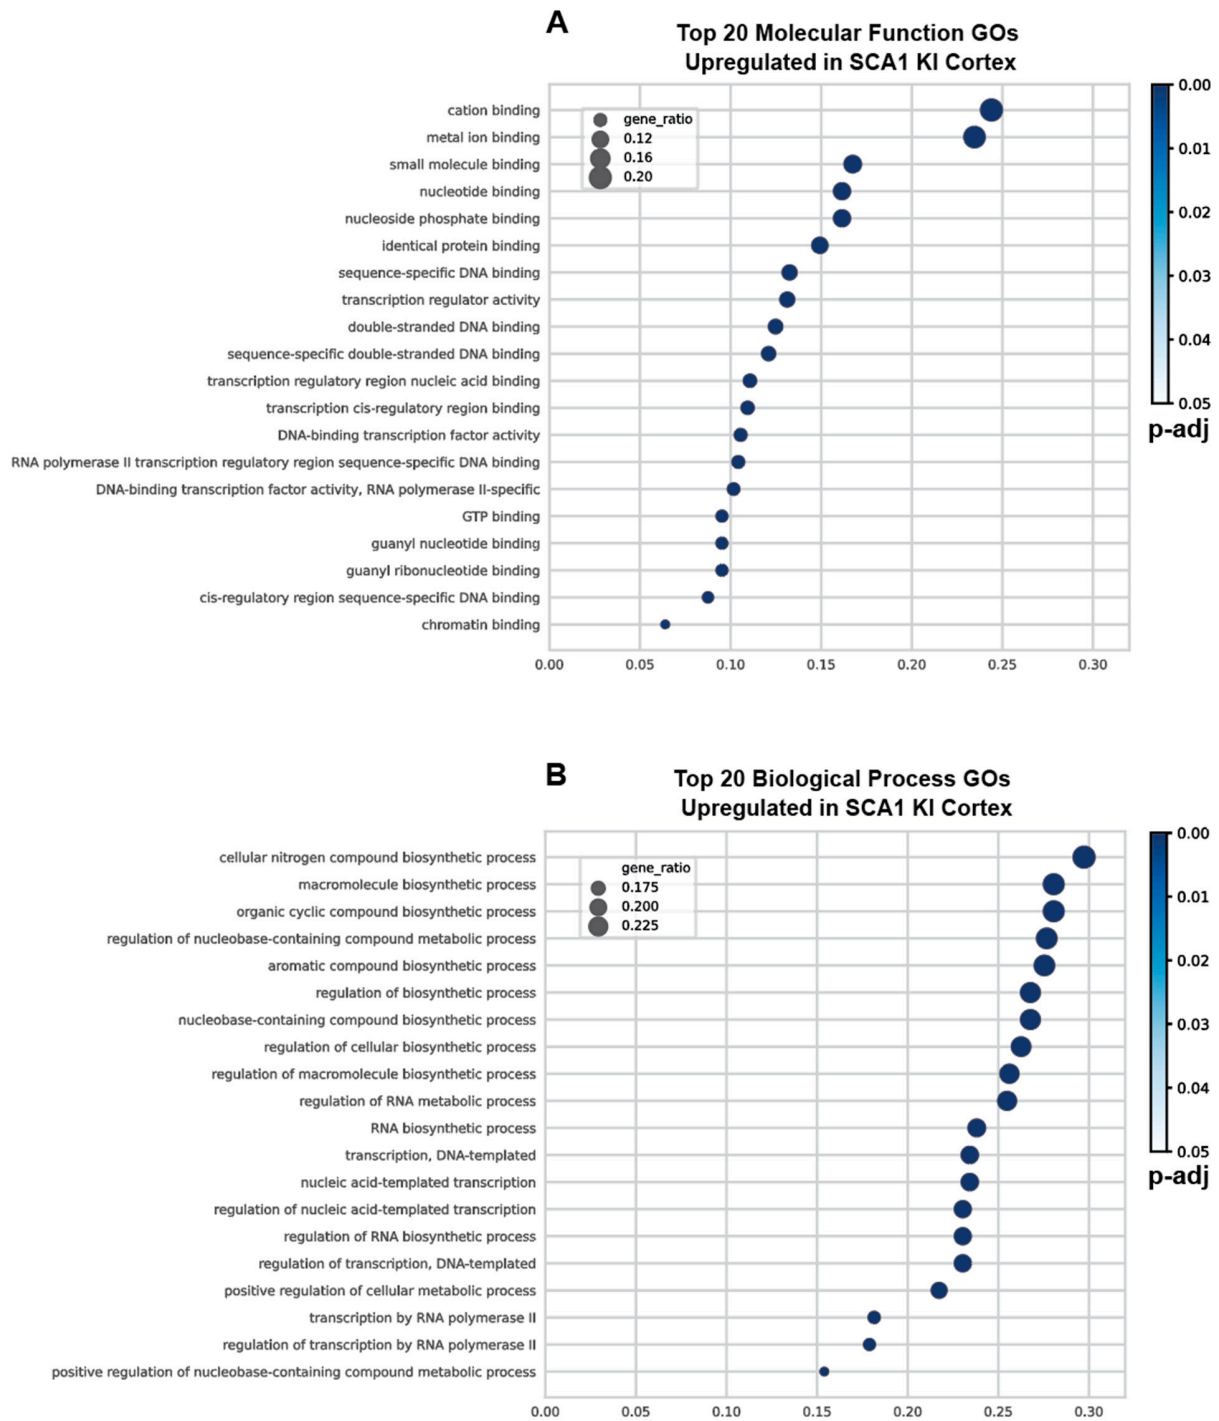 A
Top 20 Molecular Function GOs
Upregulated in SCA1 KI Cortex
cation binding
metal ion binding
small molecule binding
nucleotide binding
nucleoside phosphate binding
identical protein binding
sequence-specific DNA binding
transcription regulator activity
double-stranded DNA binding
sequence-specific double-stranded DNA binding
transcription regulatory region nucleic acid binding
transcription cis-regulatory region binding
DNA-binding transcription factor activity
RNA polymerase II transcription regulatory region sequence-specific DNA binding
DNA-binding transcription factor activity, RNA polymerase II-specific
GTP binding
guanyl nucleotide binding
guanyl ribonucleotide binding
cis-regulatory region sequence-specific DNA binding
chromatin binding
gene_ratio
0.12
0.16
0.20
0.00 0.05 0.10 0.15 0.20 0.25 0.30
0.00
0.01
0.02
0.03
0.04
0.05
p-adj
B
Top 20 Biological Process GOs
Upregulated in SCA1 KI Cortex
cellular nitrogen compound biosynthetic process
macromolecule biosynthetic process
organic cyclic compound biosynthetic process
regulation of nucleobase-containing compound metabolic process
aromatic compound biosynthetic process
regulation of biosynthetic process
nucleobase-containing compound biosynthetic process
regulation of cellular biosynthetic process
regulation of macromolecule biosynthetic process
regulation of RNA metabolic process
RNA biosynthetic process
transcription, DNA-templated
nucleic acid-templated transcription
regulation of nucleic acid-templated transcription
regulation of RNA biosynthetic process
regulation of transcription, DNA-templated
positive regulation of cellular metabolic process
transcription by RNA polymerase II
regulation of transcription by RNA polymerase II
positive regulation of nucleobase-containing compound metabolic process
gene_ratio
0.175
0.200
0.225
0.00 0.05 0.10 0.15 0.20 0.25 0.30
0.00
0.01
0.02
0.03
0.04
0.05
p-adj